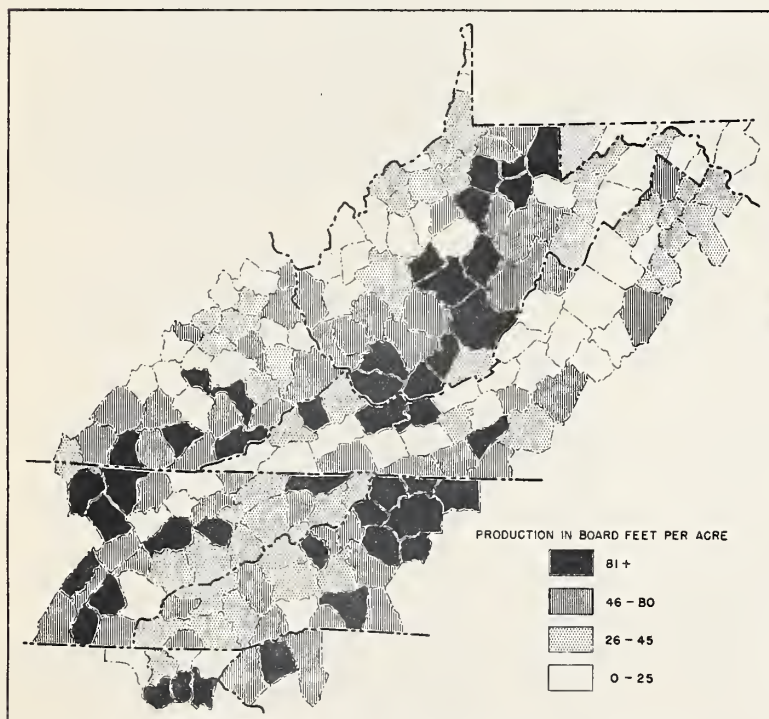 PRODUCTION IN BOARD FEET PER ACRE
81+
46 - 80
26 - 45
0 - 25